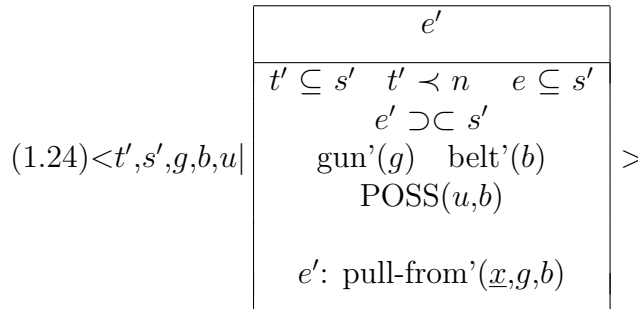 e′
t′ ⊆ s′ t′ ≺ n e ⊆ s′
e′ ⊃⊂ s′
(1.24)<t′,s′,g,b,u| gun’(g) belt’(b) >
POSS(u,b)
e′: pull-from’(x,g,b)